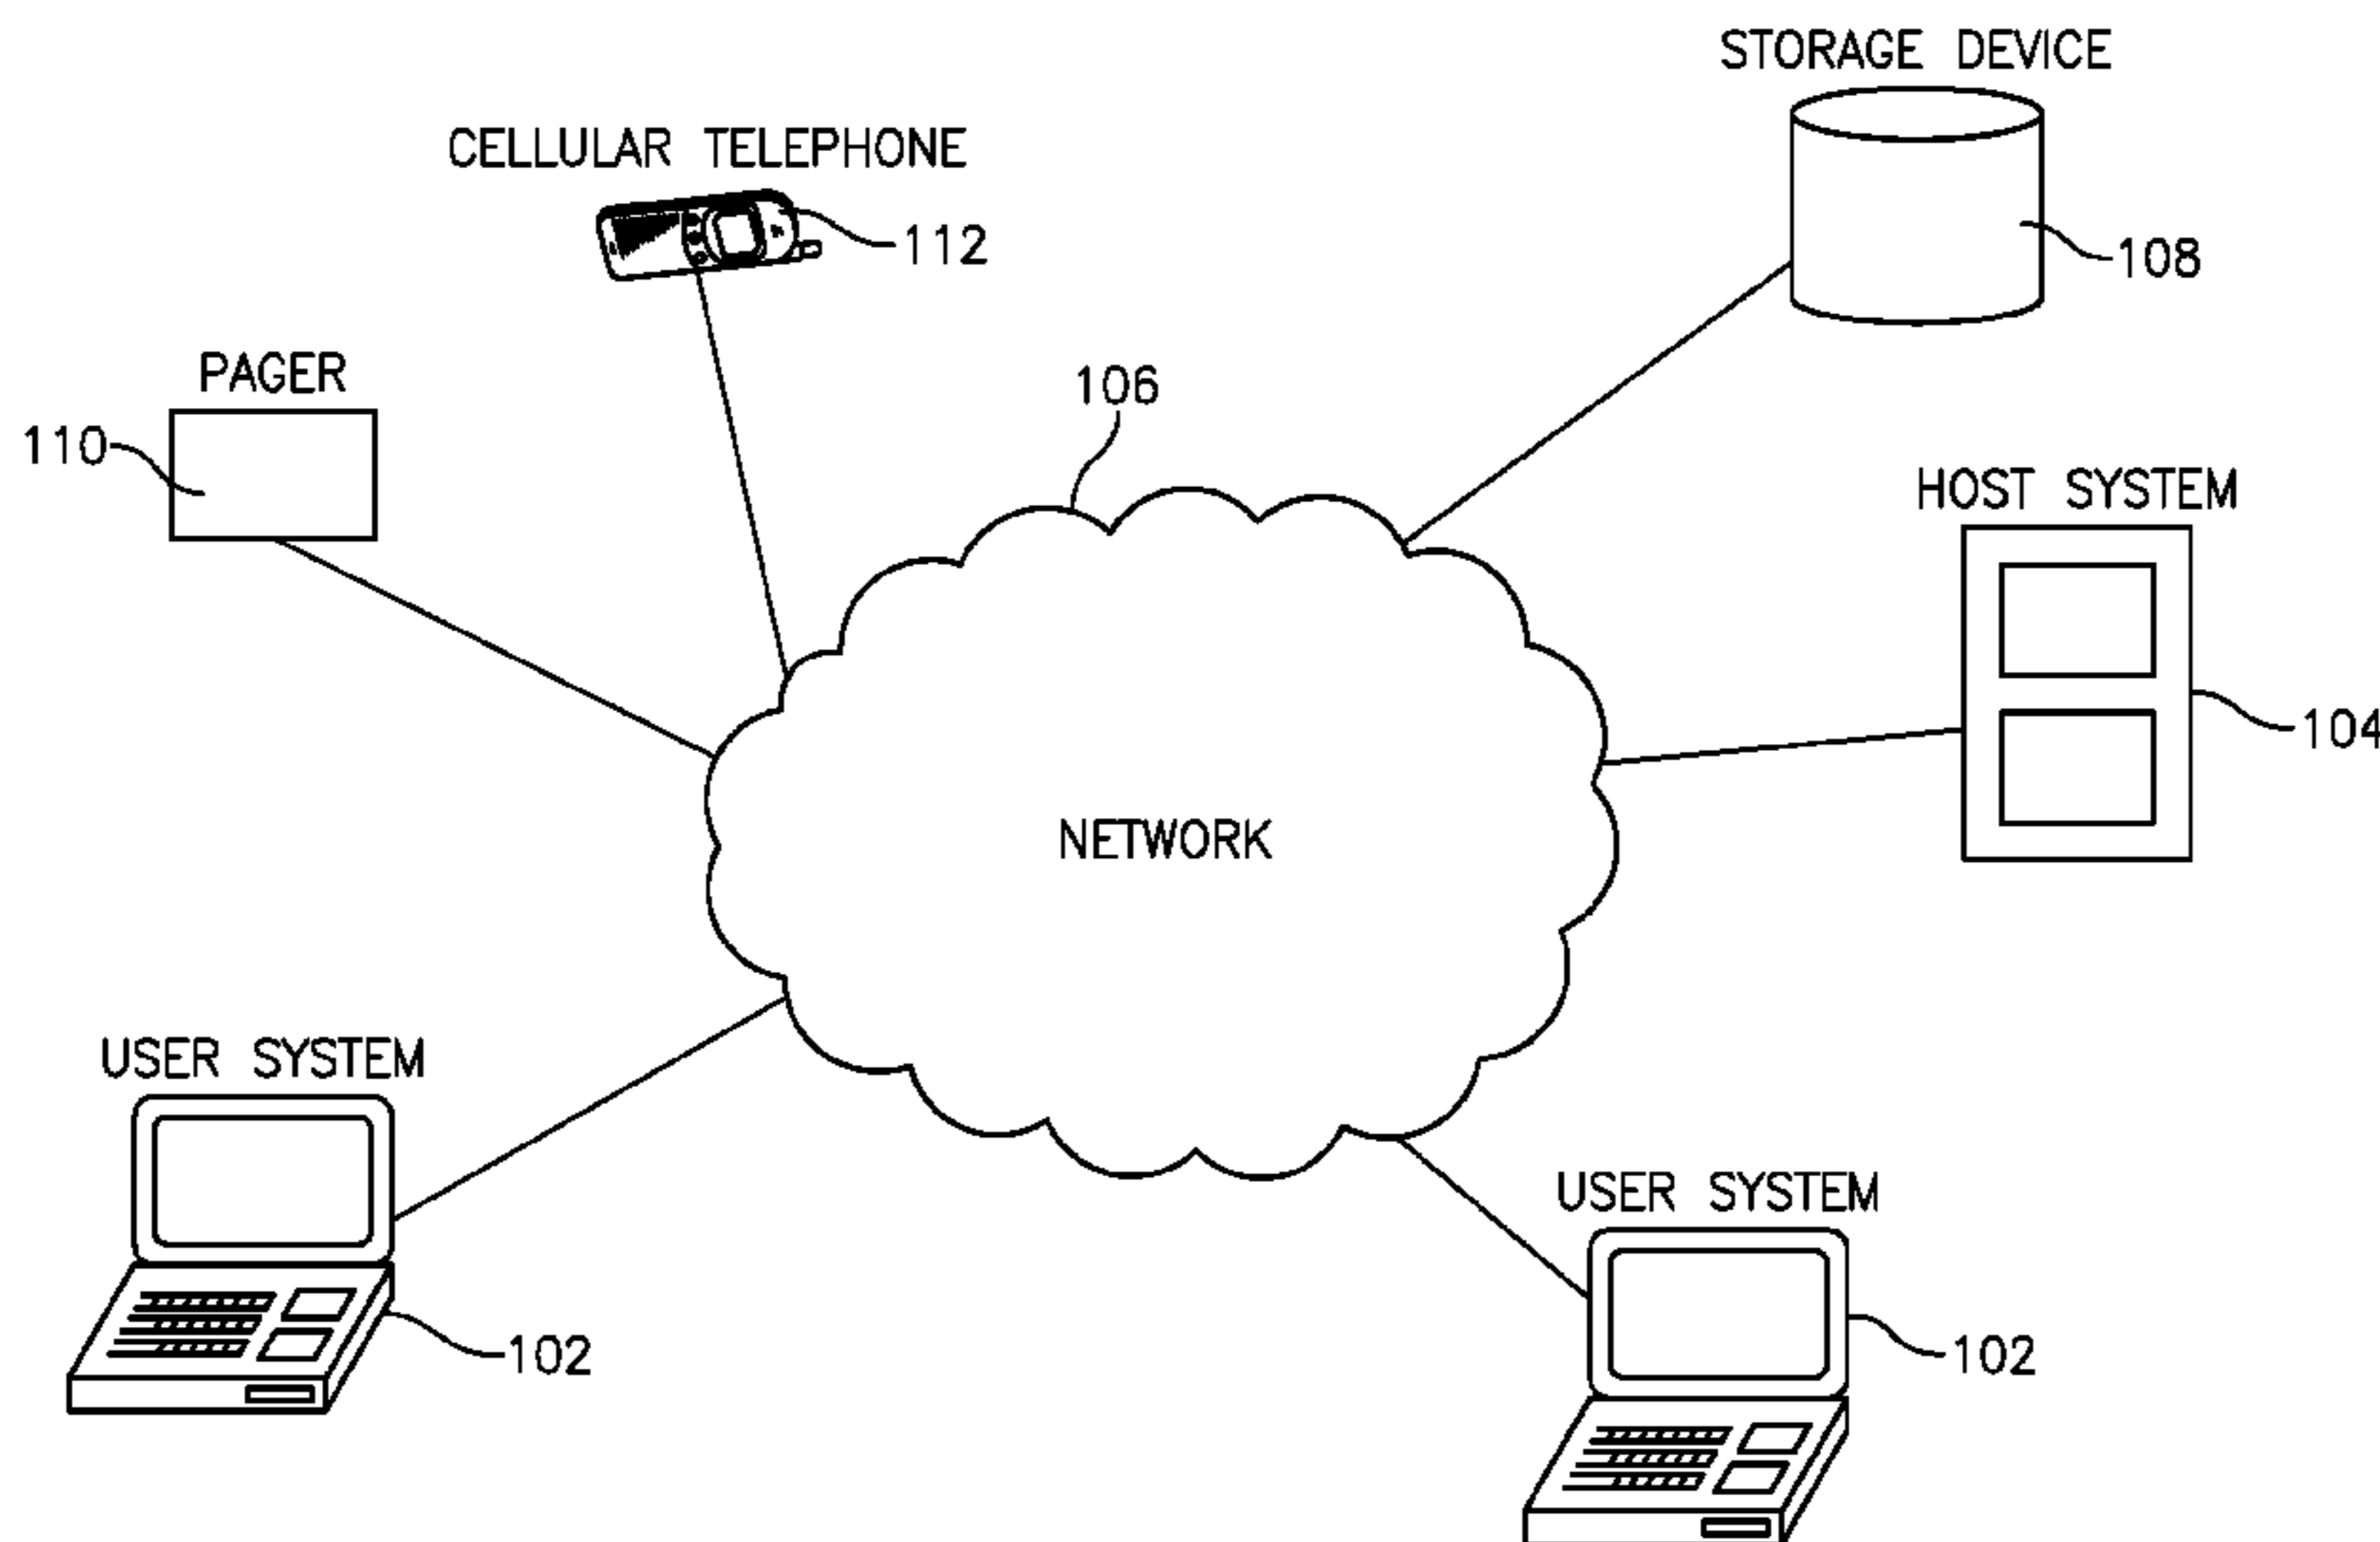 STORAGE DEVICE
CELLULAR TELEPHONE
112
108
PAGER
106
110
HOST SYSTEM
104
NETWORK
USER SYSTEM
USER SYSTEM
102
102